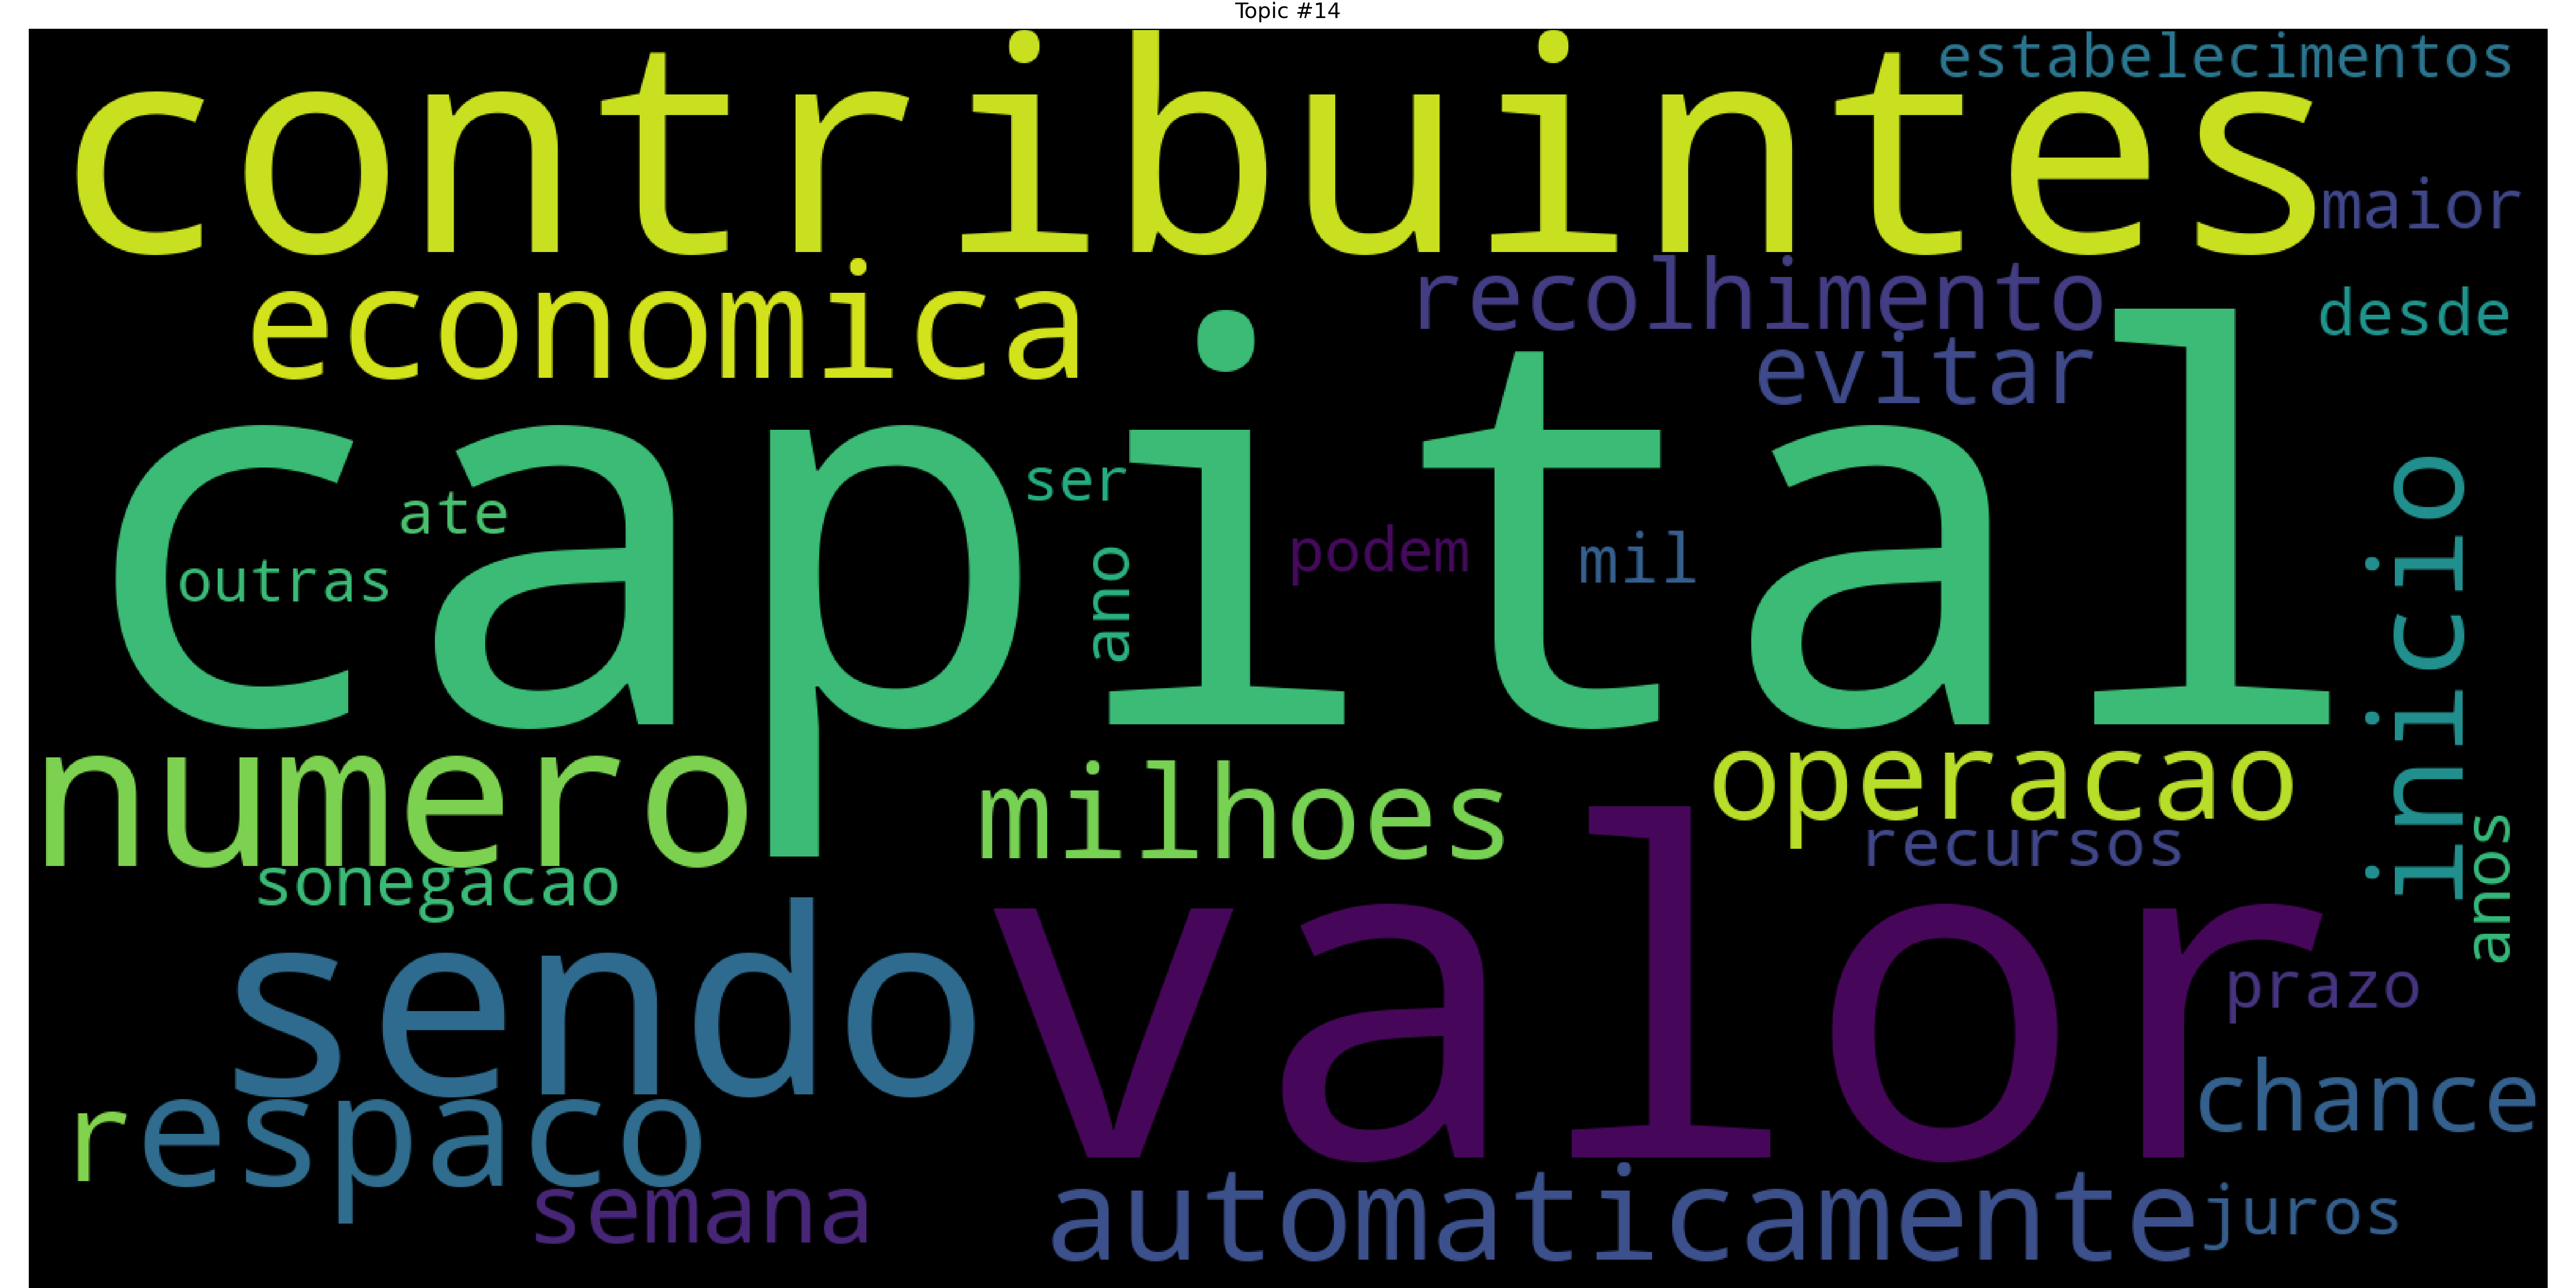 Topic #14
contribuintes
estabelecimentos
maior
economica
recolhimento
desde
evitar
capital
ser
ate
outras
ano
podem
mil
inicio
numero
milhoes
operacao
recursos
anos
sonegacao
sendo
valor
prazo
chance
r
espaco
semana
automaticamente
juros